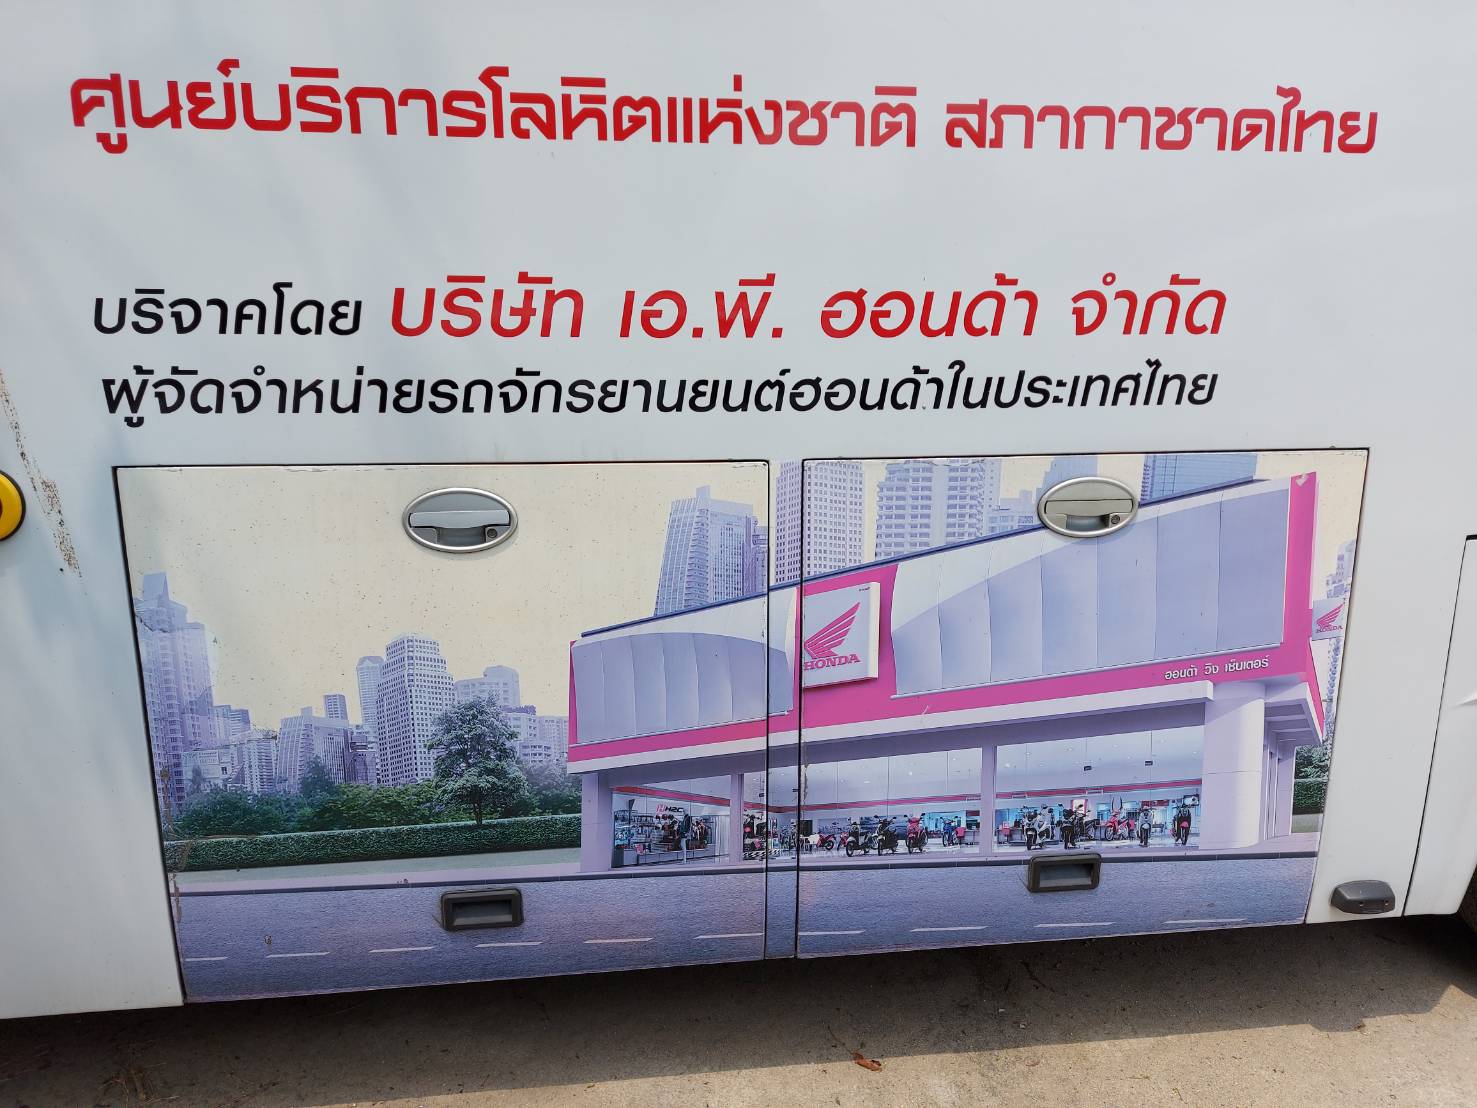 ศูนย์บริการโลหิตแห่งชาติ สภากาชาดไทย
บริจาคโดย บริษัท เอ.พี. ฮอนด้า จำกัด
ผู้จัดจำหน่ายรถจักรยานยนต์ฮอนด้าในประเทศไทย
HONDA
HONDA
ฮอนด้า วิง เซ็นเตอร์
H2C